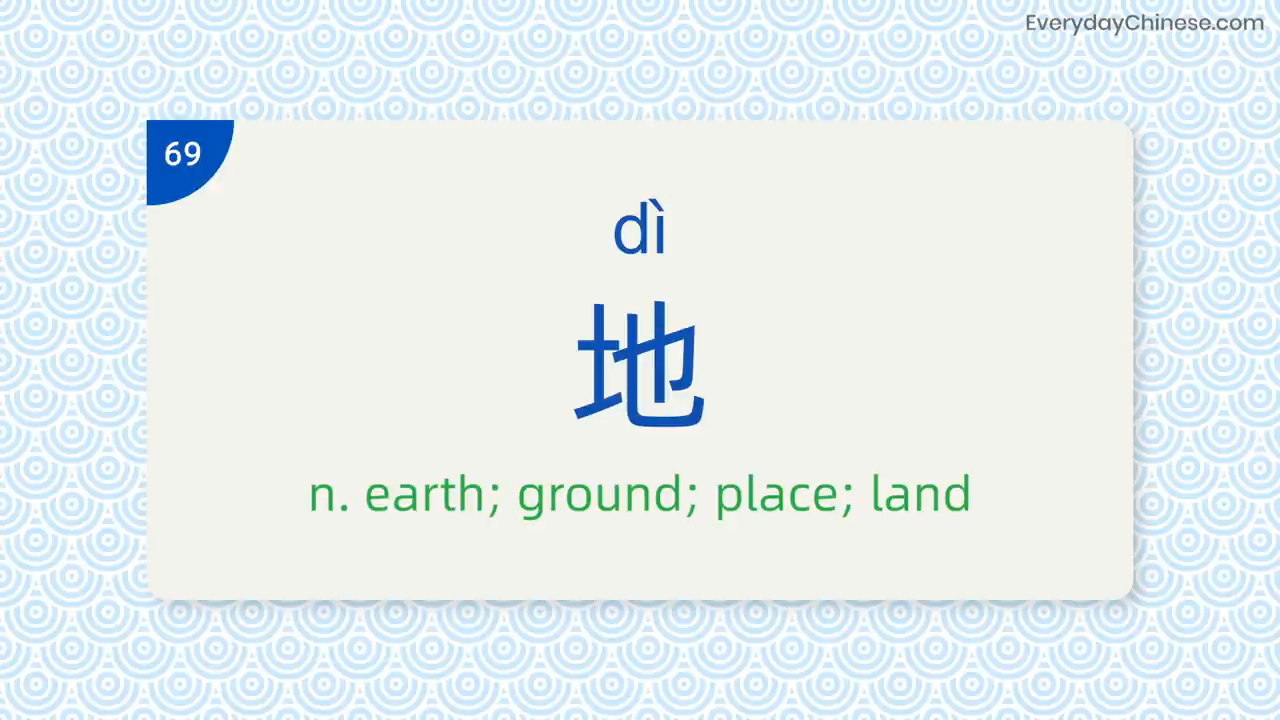 EverydayChinese.com
69
dì
地
n. earth; ground; place; land